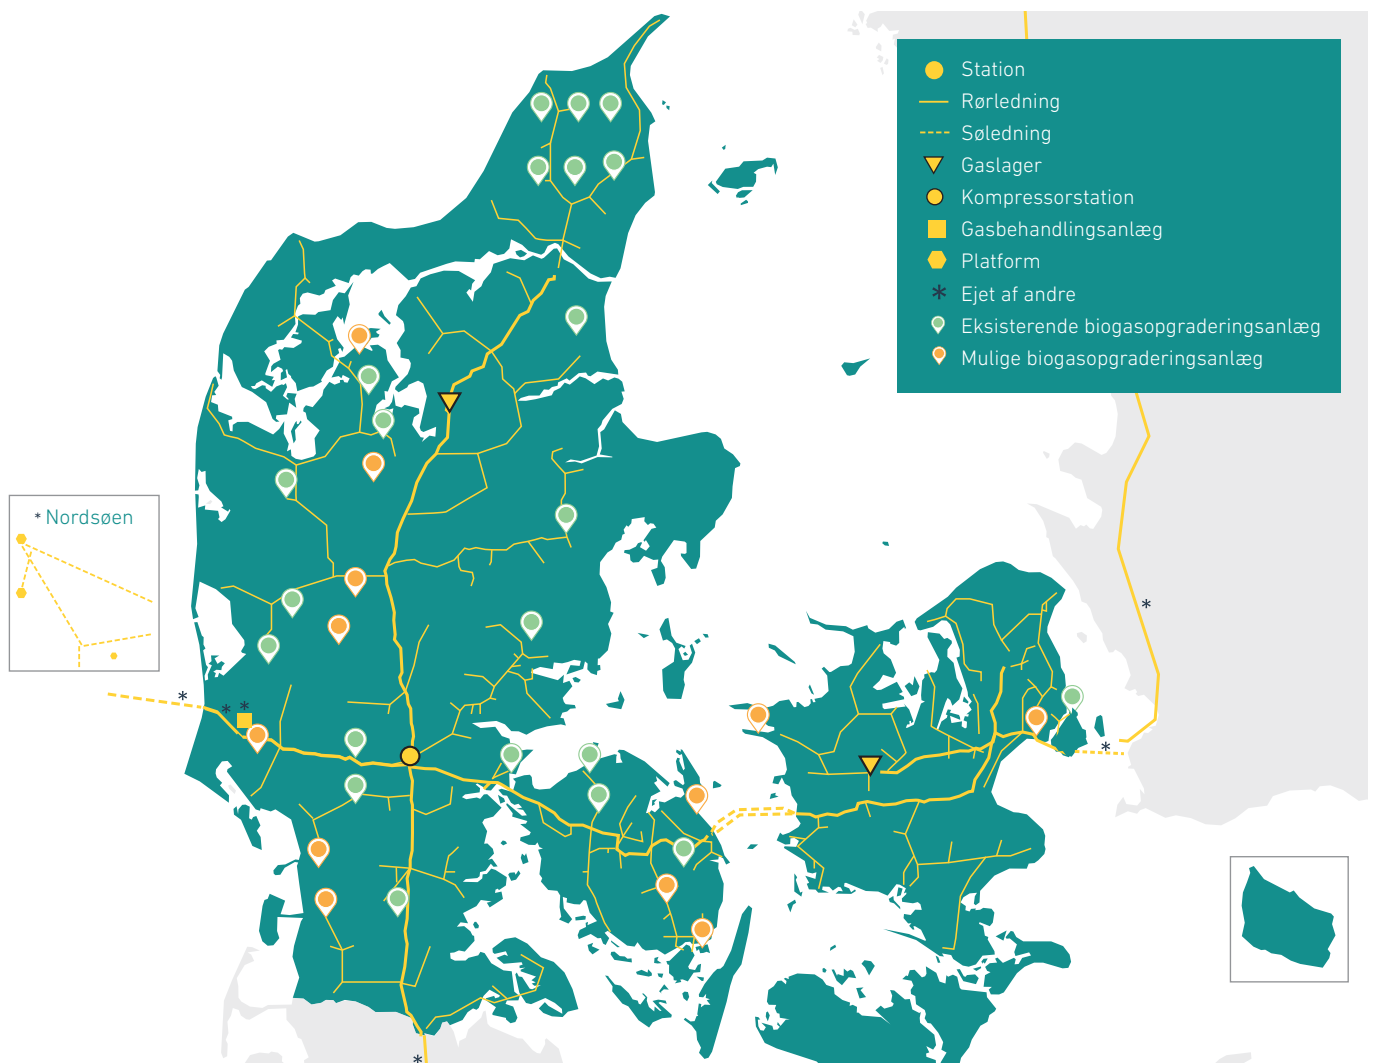 Station
Rørledning
Søledning
Gaslager
Kompressorstation
Gasbehandlingsanlæg
Platform
* Ejet af andre
Eksisterende biogasopgraderingsanlæg
Mulige biogasopgraderingsanlæg
* Nordsøen
*
*
*
*
*
*